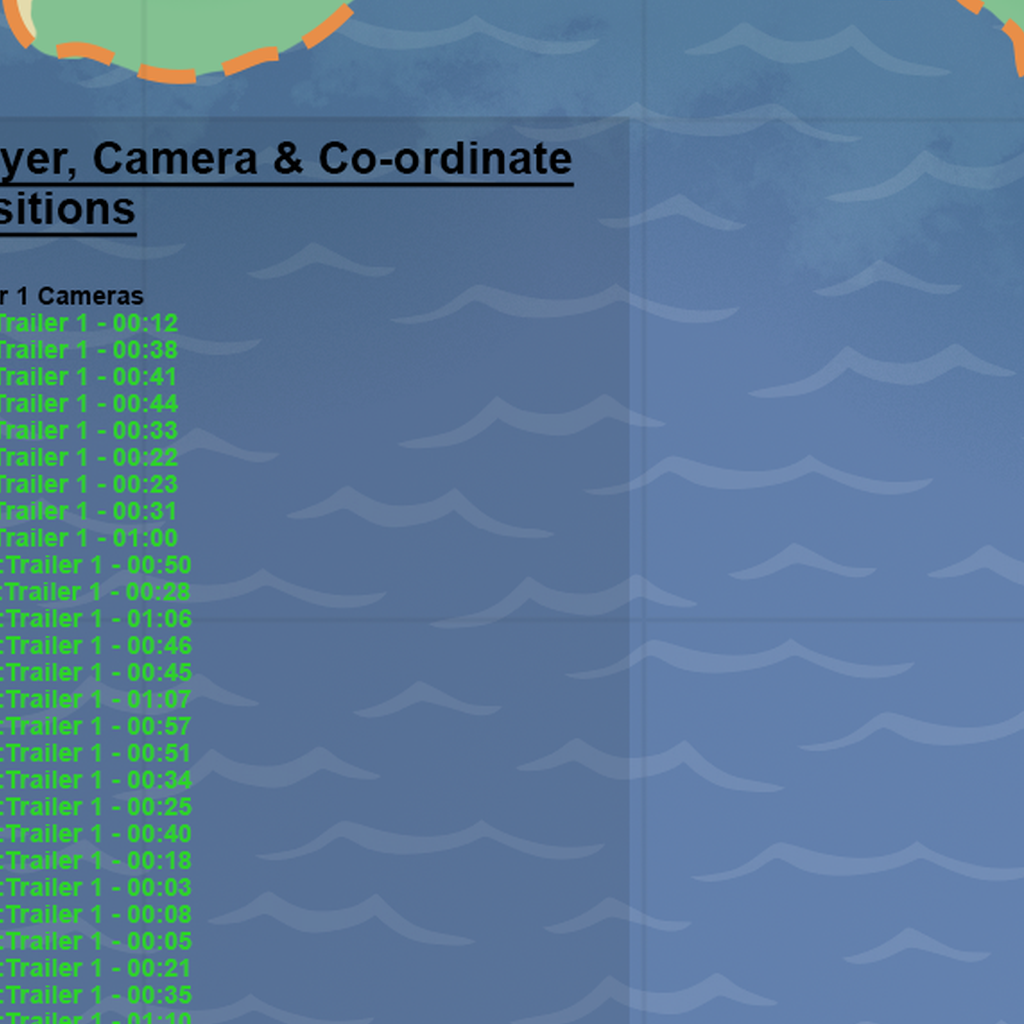 yer, Camera & Co-ordinate
sitions
r 1 Cameras
Trailer 1 - 00:12
Trailer 1 - 00:38
Trailer 1 - 00:41
Trailer 1 - 00:44
Trailer 1 - 00:33
Trailer 1 - 00:22
Trailer 1 - 00:23
Trailer 1 - 00:31
Trailer 1 - 01:00
:Trailer 1 - 00:50
:Trailer 1 - 00:28
:Trailer 1 - 01:06
:Trailer 1 - 00:46
:Trailer 1 - 00:45
:Trailer 1 - 01:07
:Trailer 1 - 00:57
:Trailer 1 - 00:51
:Trailer 1 - 00:34
:Trailer 1 - 00:25
:Trailer 1 - 00:40
:Trailer 1 - 00:18
:Trailer 1 - 00:03
:Trailer 1 - 00:08
:Trailer 1 - 00:05
:Trailer 1 - 00:21
:Trailer 1 - 00:35
:Trailer 1 - 01:10